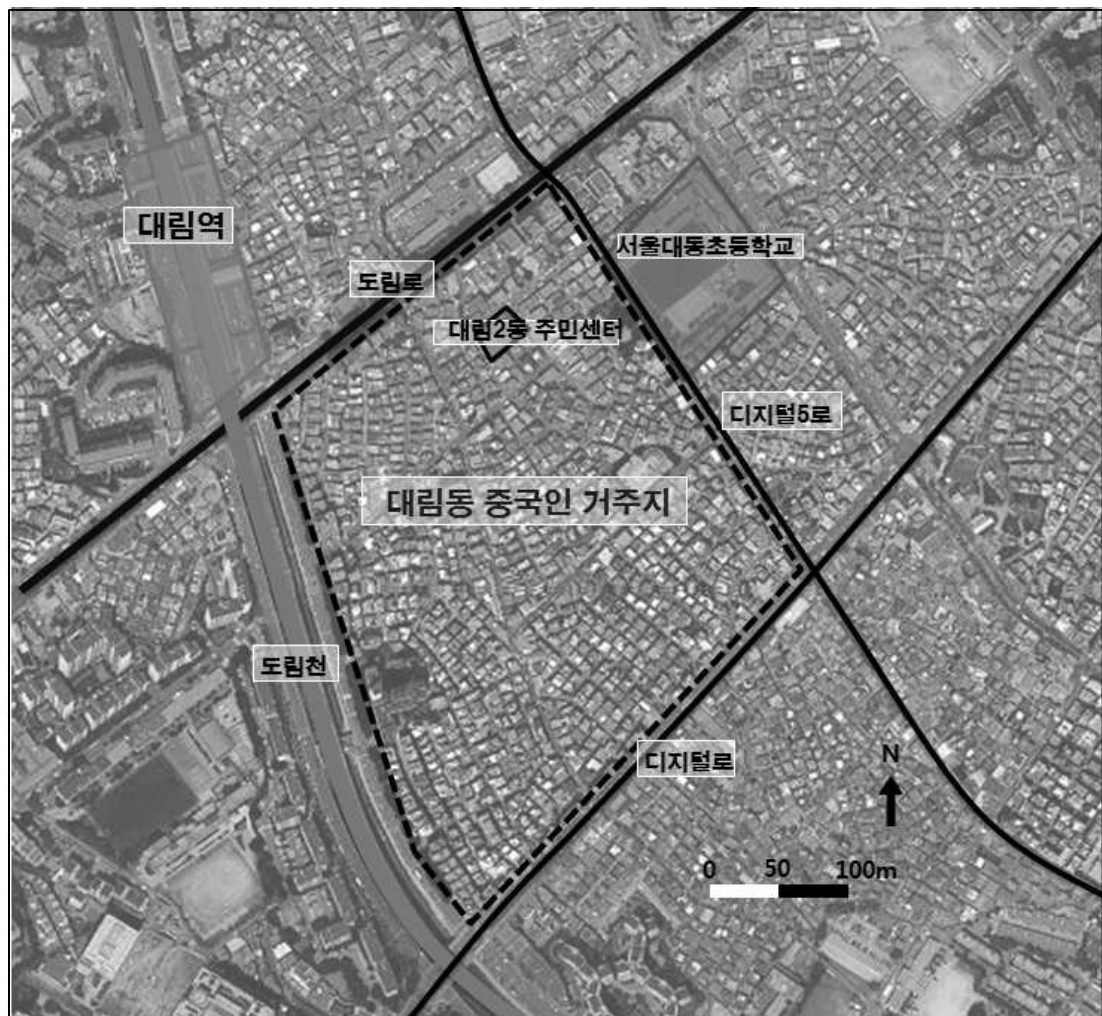 대림역
서울대동초등학교
도림로
대림2동 주민센터
디지털5로
대림동 중국인 거주지
도림천
디지털로
N
0 50 100m